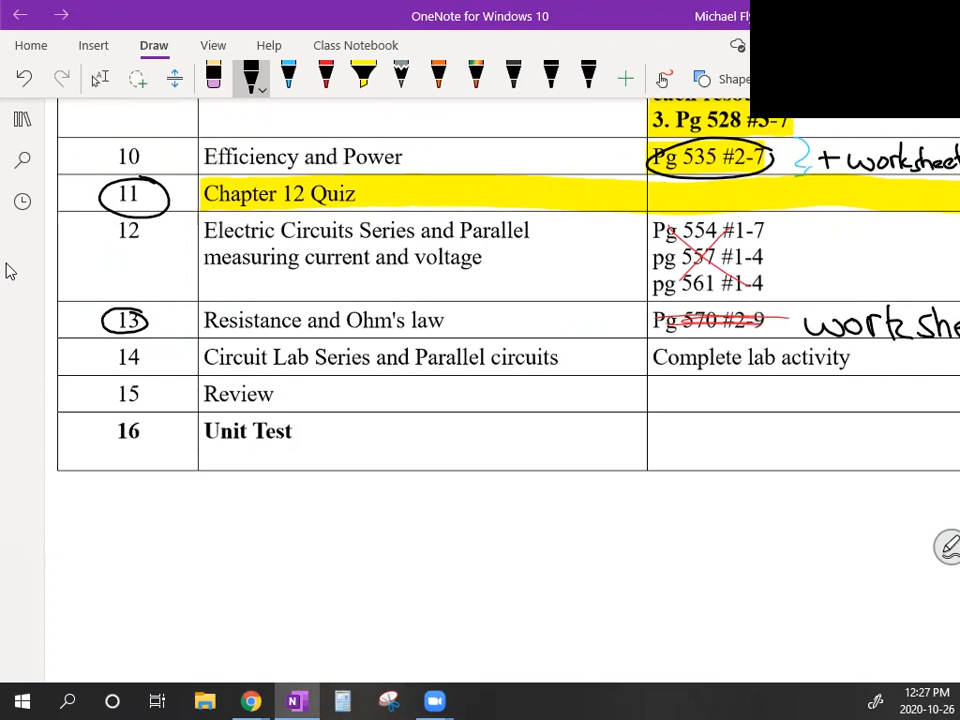 OneNote for Windows 10
Michael Fly
Home Insert Draw View Help Class Notebook
Shape
3. Pg 528 #5-7
10 Efficiency and Power Pg 535 #2-7 + worksheet
11 Chapter 12 Quiz
12 Electric Circuits Series and Parallel Pg 554 #1-7
measuring current and voltage pg 557 #1-4
pg 561 #1-4
13 Resistance and Ohm's law Pg 570 #2-9 workshe
14 Circuit Lab Series and Parallel circuits Complete lab activity
15 Review
16 Unit Test
12:27 PM
2020-10-26